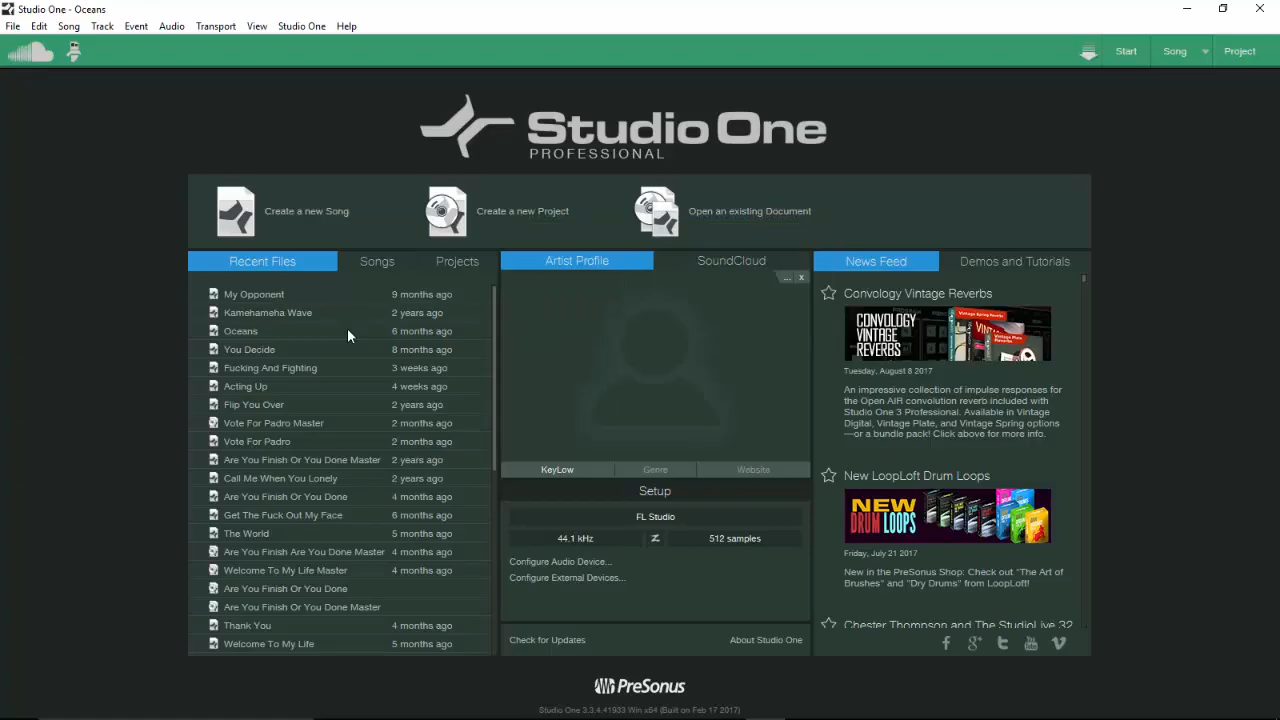 Studio One - Oceans
File Edit Song Track Event Audio Transport View Studio One Help
Start Song Project
Studio One
PROFESSIONAL
Create a new Song Create a new Project Open an existing Document
Recent Files Songs Projects
My Opponent 9 months ago
Kamehameha Wave 2 years ago
Oceans 6 months ago
You Decide 8 months ago
Fucking And Fighting 3 weeks ago
Acting Up 4 weeks ago
Flip You Over 2 years ago
Vote For Padro Master 2 months ago
Vote For Padro 2 months ago
Are You Finish Or You Done Master 2 years ago
Call Me When You Lonely 2 years ago
Are You Finish Or You Done 4 months ago
Get The Fuck Out My Face 6 months ago
The World 5 months ago
Are You Finish Are You Done Master 4 months ago
Welcome To My Life Master 4 months ago
Are You Finish Or You Done
Are You Finish Or You Done Master
Thank You 4 months ago
Welcome To My Life 5 months ago
Artist Profile SoundCloud
... x
KeyLow Genre Website
Setup
FL Studio
44.1 kHz 512 samples
Configure Audio Device...
Configure External Devices...
Check for Updates About Studio One
News Feed Demos and Tutorials
Convology Vintage Reverbs
CONVOLOGY
VINTAGE
REVERBS
Tuesday, August 8 2017
An impressive collection of impulse responses for
the Open AIR convolution reverb included with
Studio One 3 Professional. Available in Vintage
Digital, Vintage Plate, and Vintage Spring options
—or a bundle pack! Click above for more info.
New LoopLoft Drum Loops
NEW
DRUM LOOPS
Friday, July 21 2017
New in the PreSonus Shop: Check out "The Art of
Brushes" and "Dry Drums" from LoopLoft!
Chester Thompson and The StudioLive 32
PreSonus
Studio One 3.3.4.41933 Win x64 (Built on Feb 17 2017)